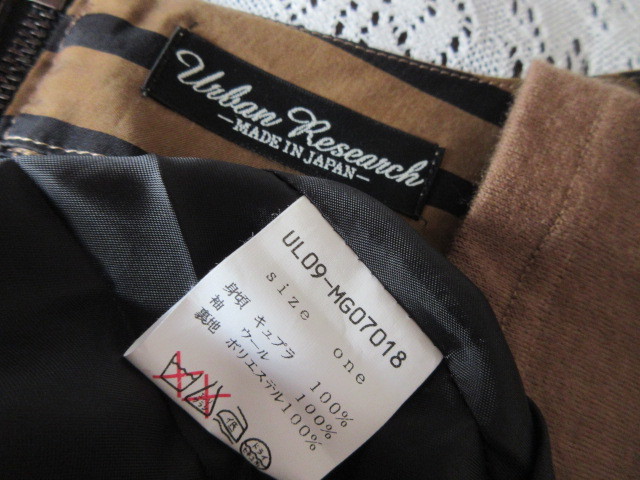 Urban Research
—MADE IN JAPAN—
UL09-MG07018
size one
身頃 キュプラ 100%
袖 ウール 100%
裏地 ポリエステル100%